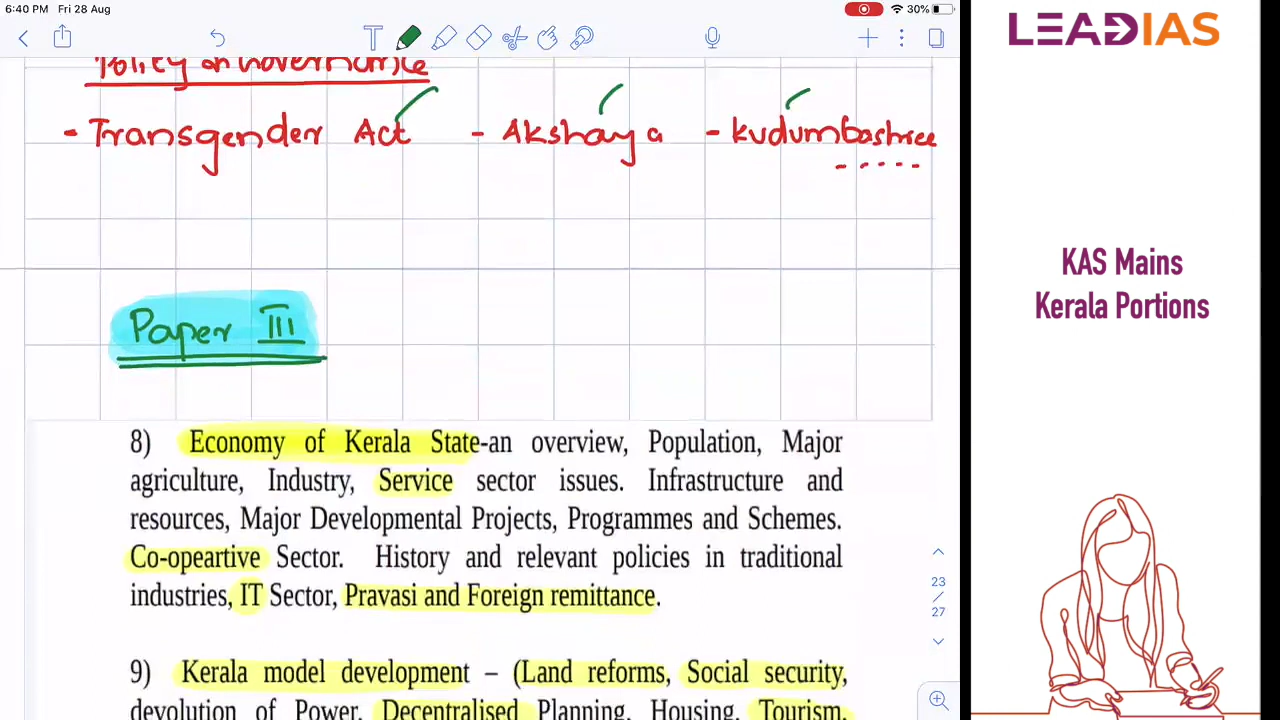 6:40 PM Fri 28 Aug
30%
LEADIAS
Policy on Governance
- Transgender Act - Akshaya - kudumbashree
Paper III
KAS Mains
Kerala Portions
8) Economy of Kerala State-an overview, Population, Major
agriculture, Industry, Service sector issues. Infrastructure and
resources, Major Developmental Projects, Programmes and Schemes.
Co-opeartive Sector. History and relevant policies in traditional
industries, IT Sector, Pravasi and Foreign remittance.
23
/
27
9) Kerala model development – (Land reforms, Social security,
devolution of Power, Decentralised Planning, Housing, Tourism,